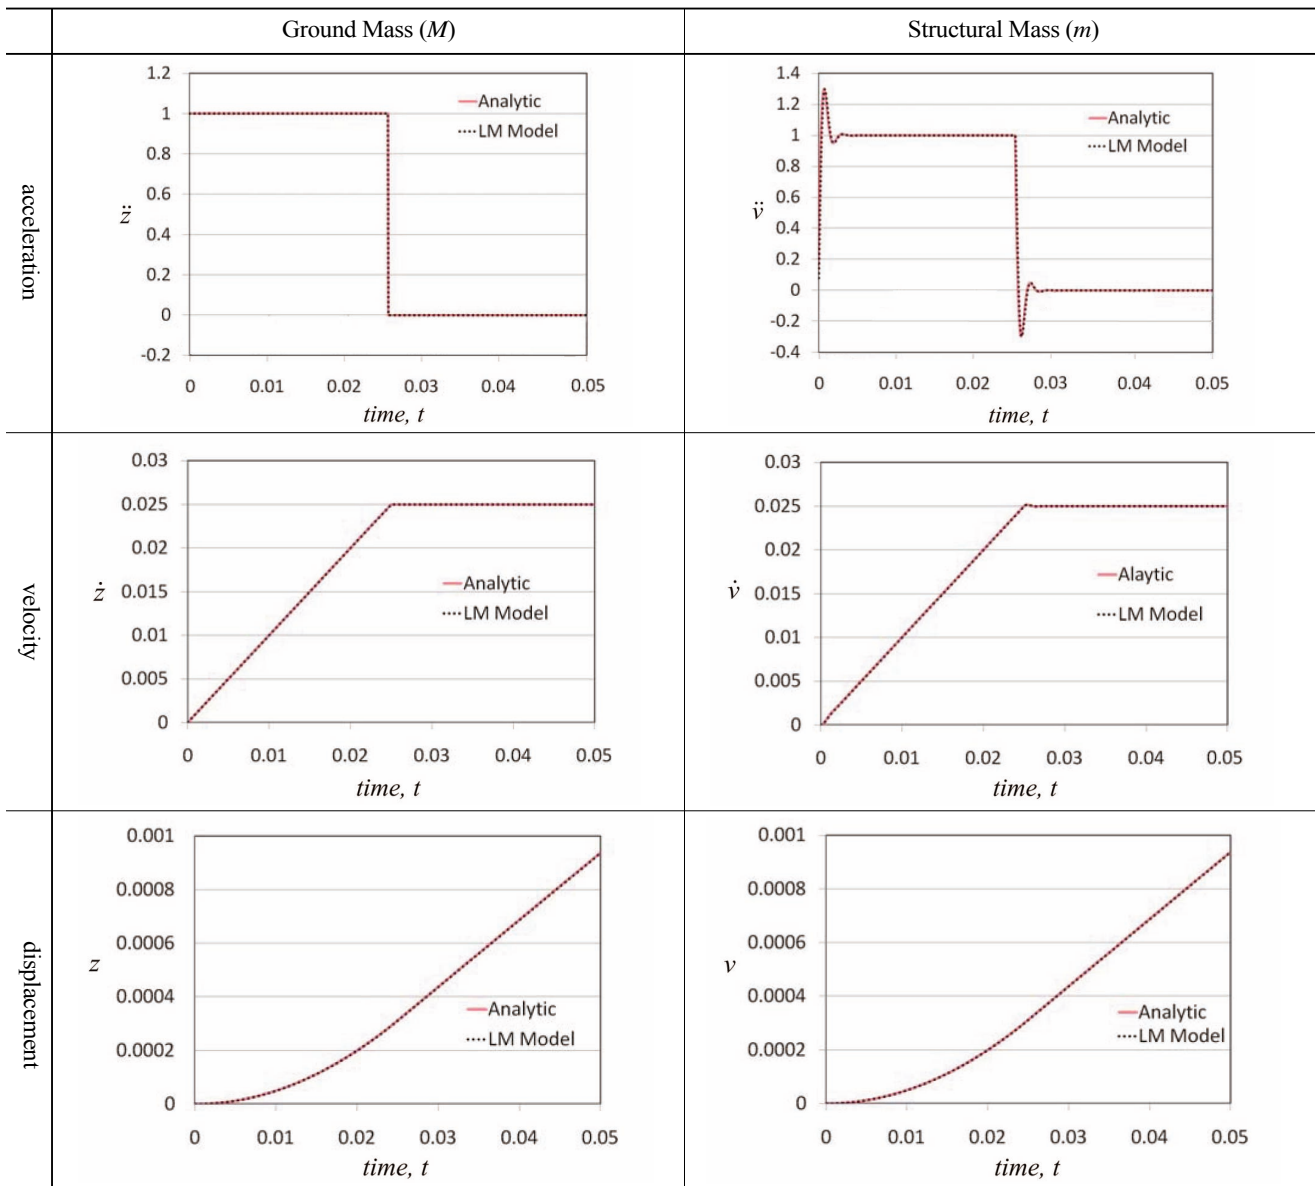 Ground Mass (M)
Structural Mass (m)
acceleration
1.2
1
0.8
0.6
0.4
0.2
0
-0.2
z̈
Analytic
LM Model
0 0.01 0.02 0.03 0.04 0.05
time, t
1.4
1.2
1
0.8
0.6
0.4
0.2
0
-0.2
-0.4
v̈
Analytic
LM Model
0 0.01 0.02 0.03 0.04 0.05
time, t
velocity
0.03
0.025
0.02
0.015
0.01
0.005
0
ż
Analytic
LM Model
0 0.01 0.02 0.03 0.04 0.05
time, t
0.03
0.025
0.02
0.015
0.01
0.005
0
v̇
Alaytic
LM Model
0 0.01 0.02 0.03 0.04 0.05
time, t
displacement
0.001
0.0008
0.0006
0.0004
0.0002
0
z
Analytic
LM Model
0 0.01 0.02 0.03 0.04 0.05
time, t
0.001
0.0008
0.0006
0.0004
0.0002
0
v
Analytic
LM Model
0 0.01 0.02 0.03 0.04 0.05
time, t